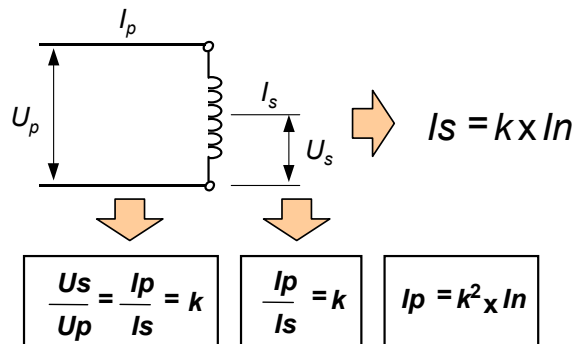 Ip
Up
Is
Us
Is = k x In
Us/Up = Ip/Is = k
Ip/Is = k
Ip = k² x In